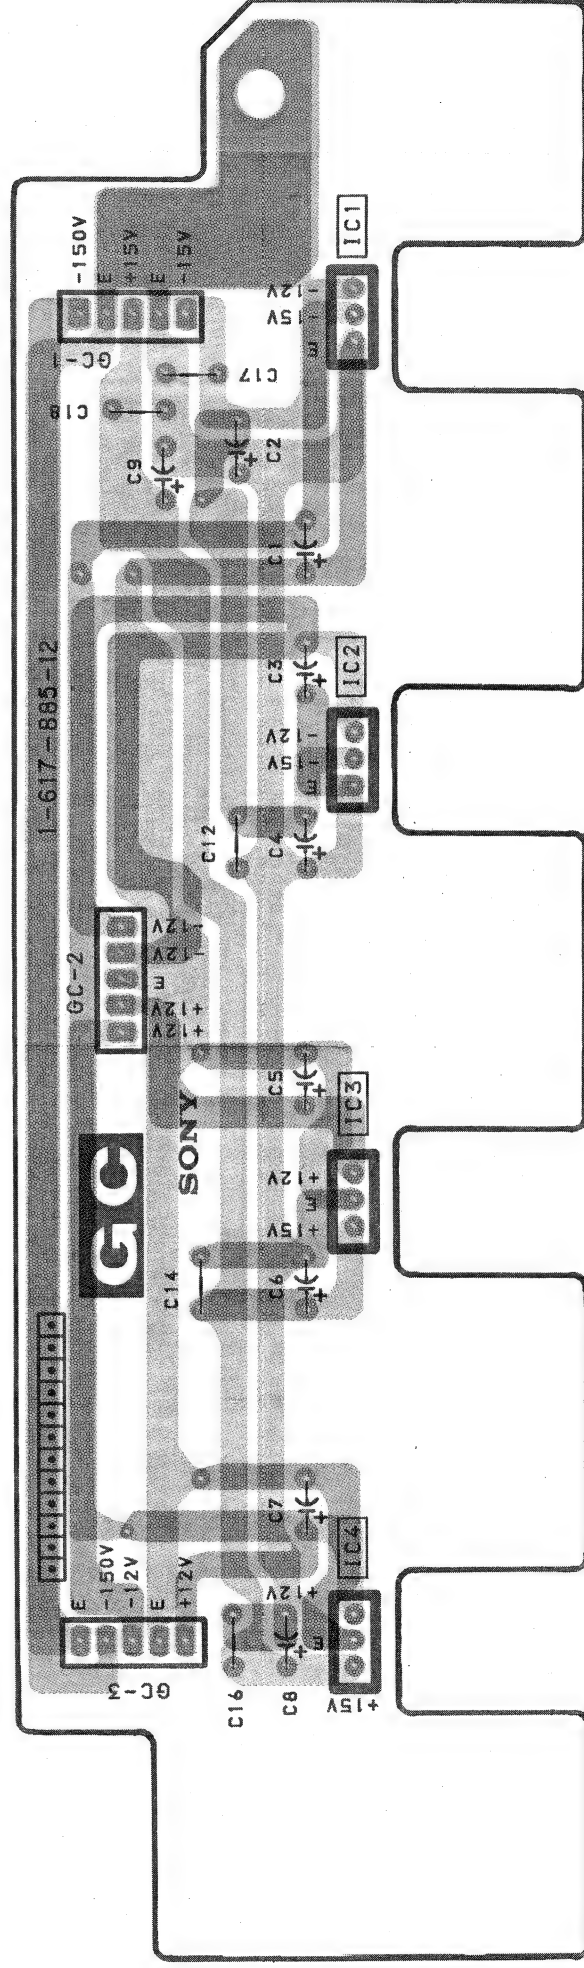 -150V
E
+15V
E
-15V
GC-1
C18
C17
C9
C2
IC1
-12V
-15V
E
C1
1-617-885-12
C3
IC2
-12V
-15V
E
C12
C4
GC-2
-12V
-12V
E
+12V
+12V
C5
IC3
GC
SONY
+12V
E
+15V
C14
C6
C7
IC4
E
-150V
-12V
E
+12V
GC-3
+12V
E
+15V
C16
C8